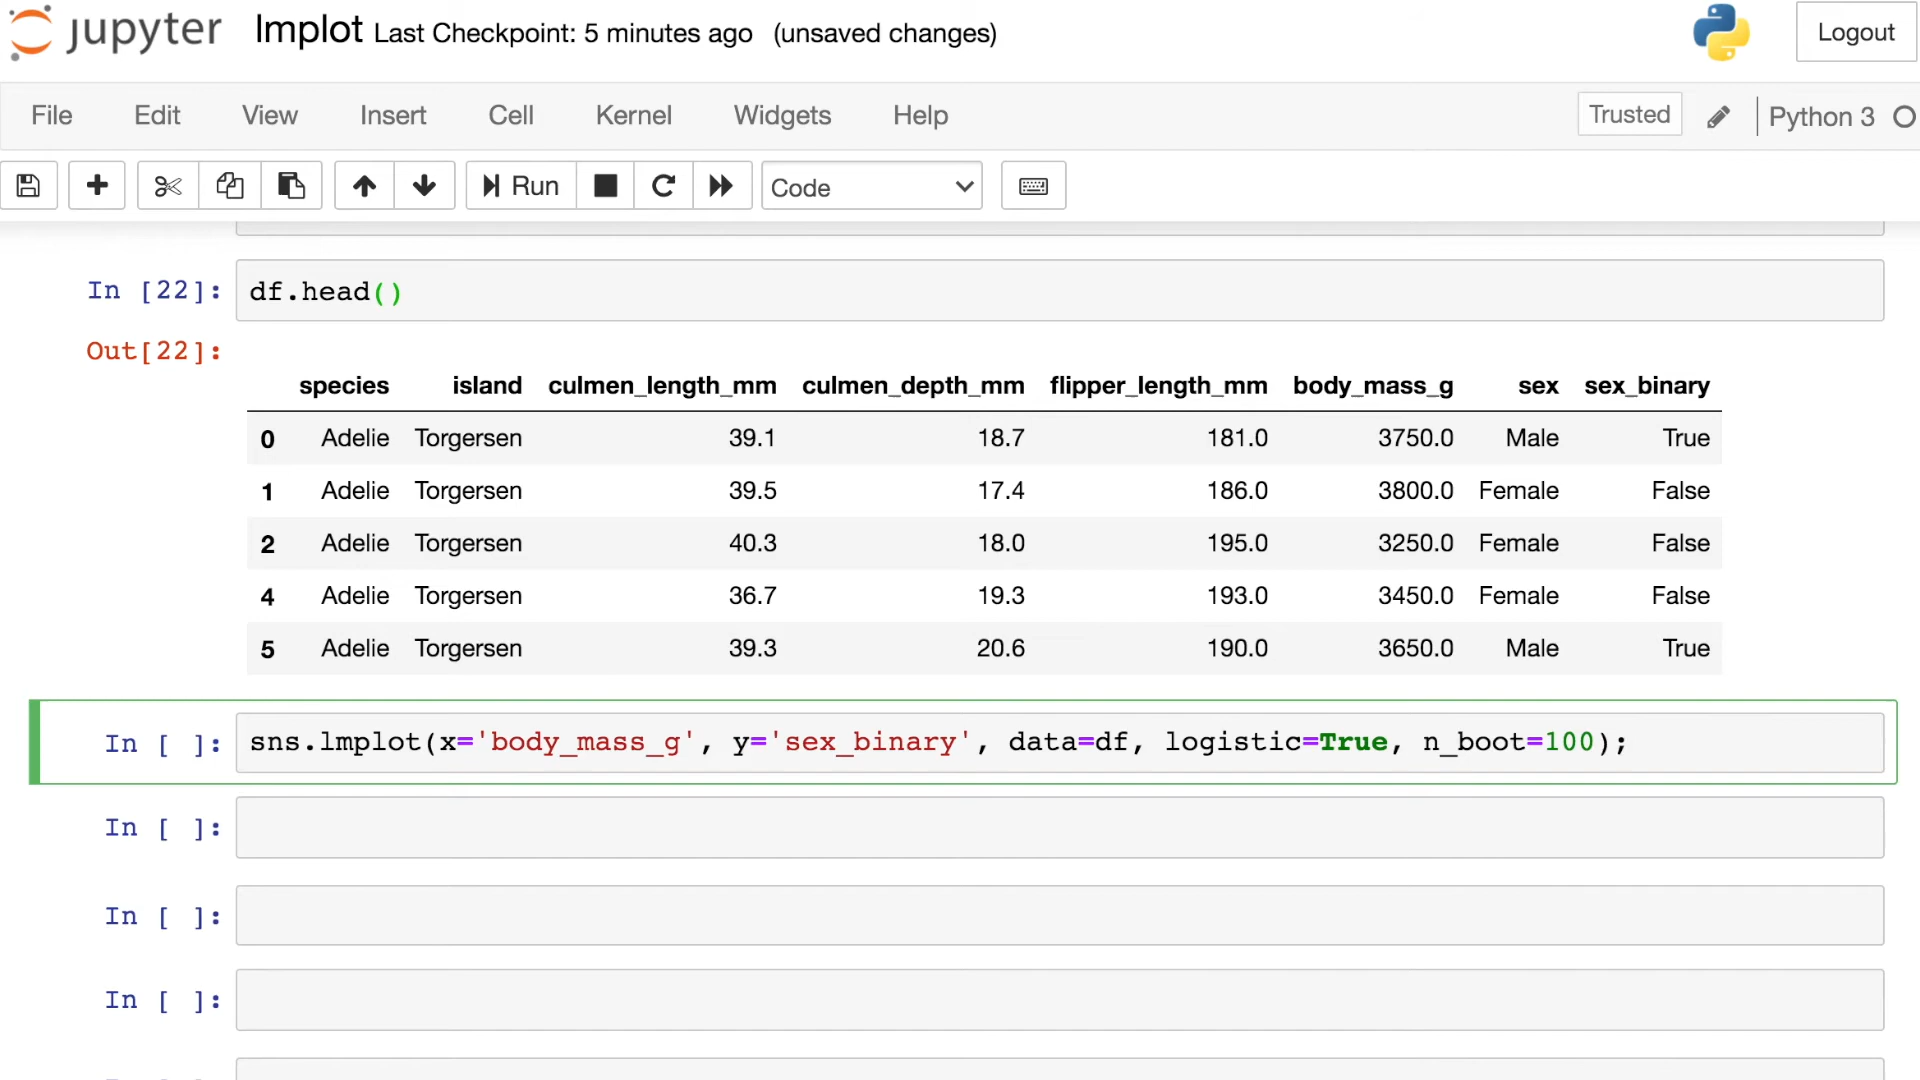 jupyter lmplot Last Checkpoint: 5 minutes ago (unsaved changes) Logout
File Edit View Insert Cell Kernel Widgets Help Trusted Python 3
Run Code
In [22]: df.head()
Out[22]:
species island culmen_length_mm culmen_depth_mm flipper_length_mm body_mass_g sex sex_binary
0 Adelie Torgersen 39.1 18.7 181.0 3750.0 Male True
1 Adelie Torgersen 39.5 17.4 186.0 3800.0 Female False
2 Adelie Torgersen 40.3 18.0 195.0 3250.0 Female False
4 Adelie Torgersen 36.7 19.3 193.0 3450.0 Female False
5 Adelie Torgersen 39.3 20.6 190.0 3650.0 Male True
In [ ]: sns.lmplot(x='body_mass_g', y='sex_binary', data=df, logistic=True, n_boot=100);
In [ ]:
In [ ]:
In [ ]: